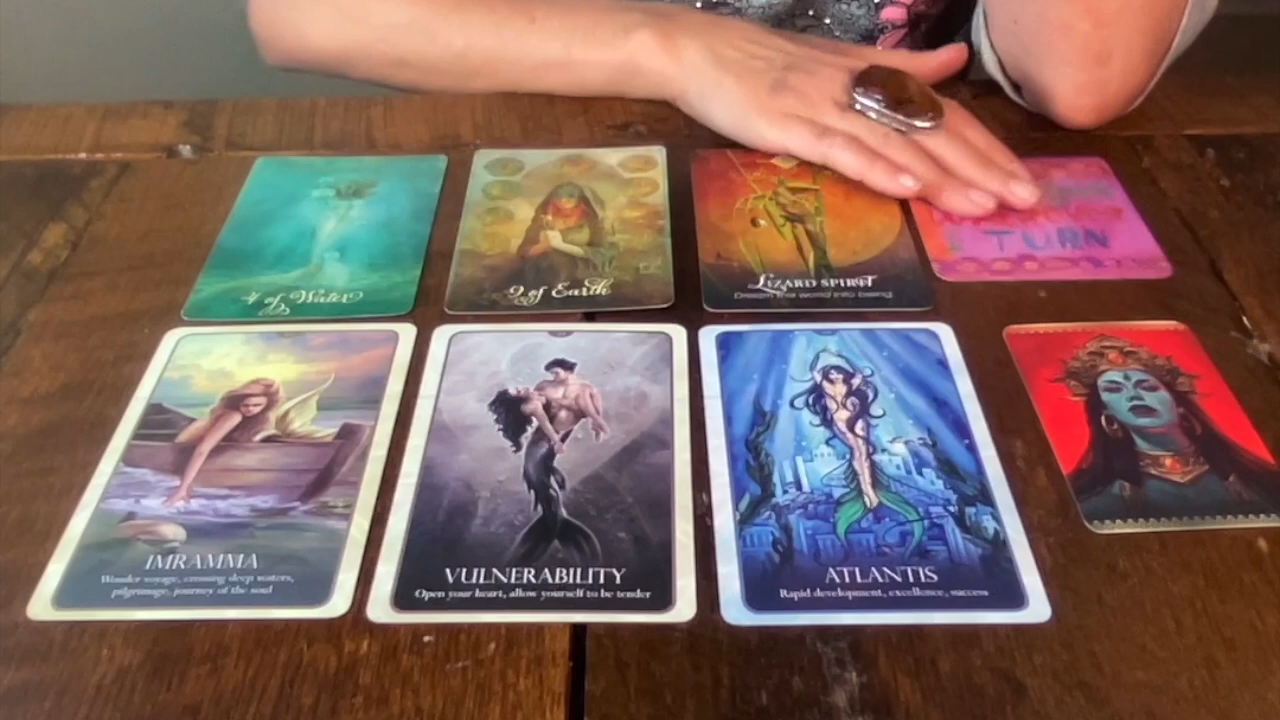 4 of Water
9 of Earth
LIZARD SPIRIT
Dream the world into being
I TURN
IMRAMMA
Wonder voyage, crossing deep waters,
pilgrimage, journey of the soul
VULNERABILITY
Open your heart, allow yourself to be tender
ATLANTIS
Rapid development, excellence, success